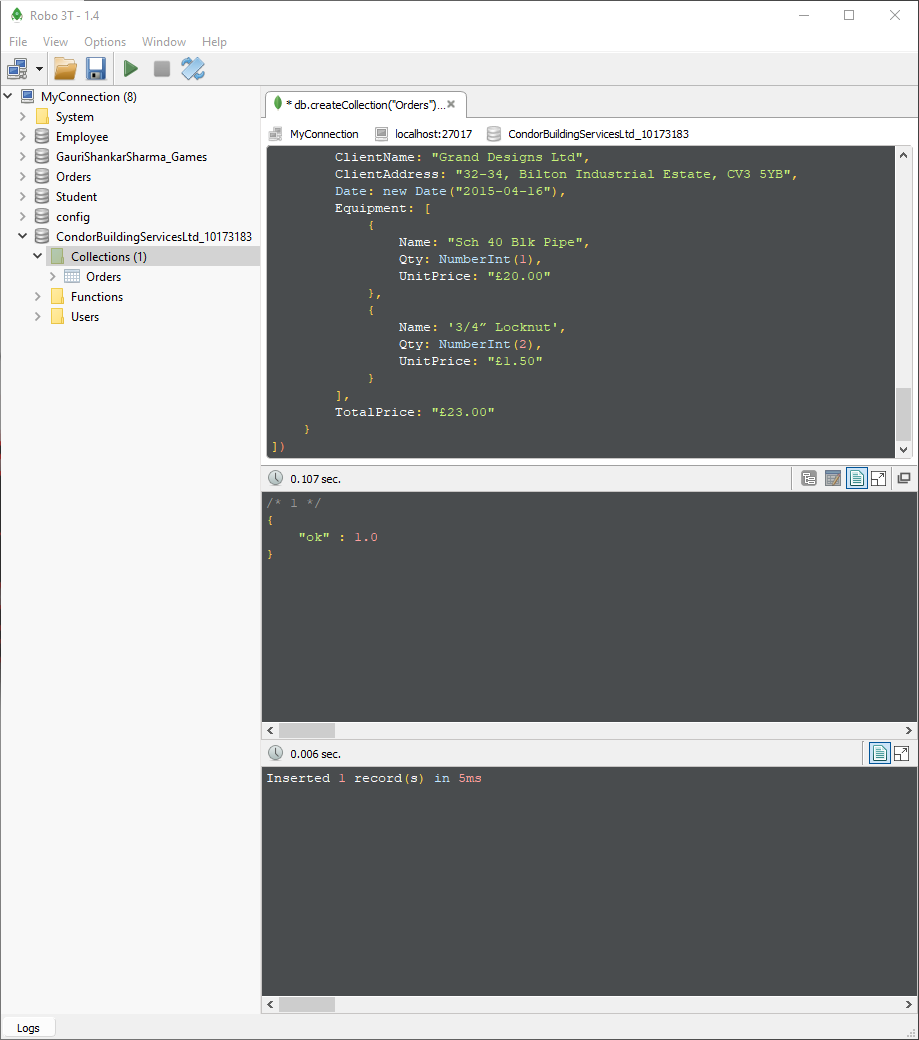 Robo 3T - 1.4
File View Options Window Help
MyConnection (8)
System
Employee
GauriShankarSharma_Games
Orders
Student
config
CondorBuildingServicesLtd_10173183
Collections (1)
Orders
Functions
Users
* db.createCollection("Orders")...
MyConnection localhost:27017 CondorBuildingServicesLtd_10173183
ClientName: "Grand Designs Ltd",
ClientAddress: "32-34, Bilton Industrial Estate, CV3 5YB",
Date: new Date("2015-04-16"),
Equipment: [
{
Name: "Sch 40 Blk Pipe",
Qty: NumberInt(1),
UnitPrice: "£20.00"
},
{
Name: '3/4” Locknut',
Qty: NumberInt(2),
UnitPrice: "£1.50"
}
],
TotalPrice: "£23.00"
}
])
0.107 sec.
/* 1 */
{
"ok" : 1.0
}
0.006 sec.
Inserted 1 record(s) in 5ms
Logs